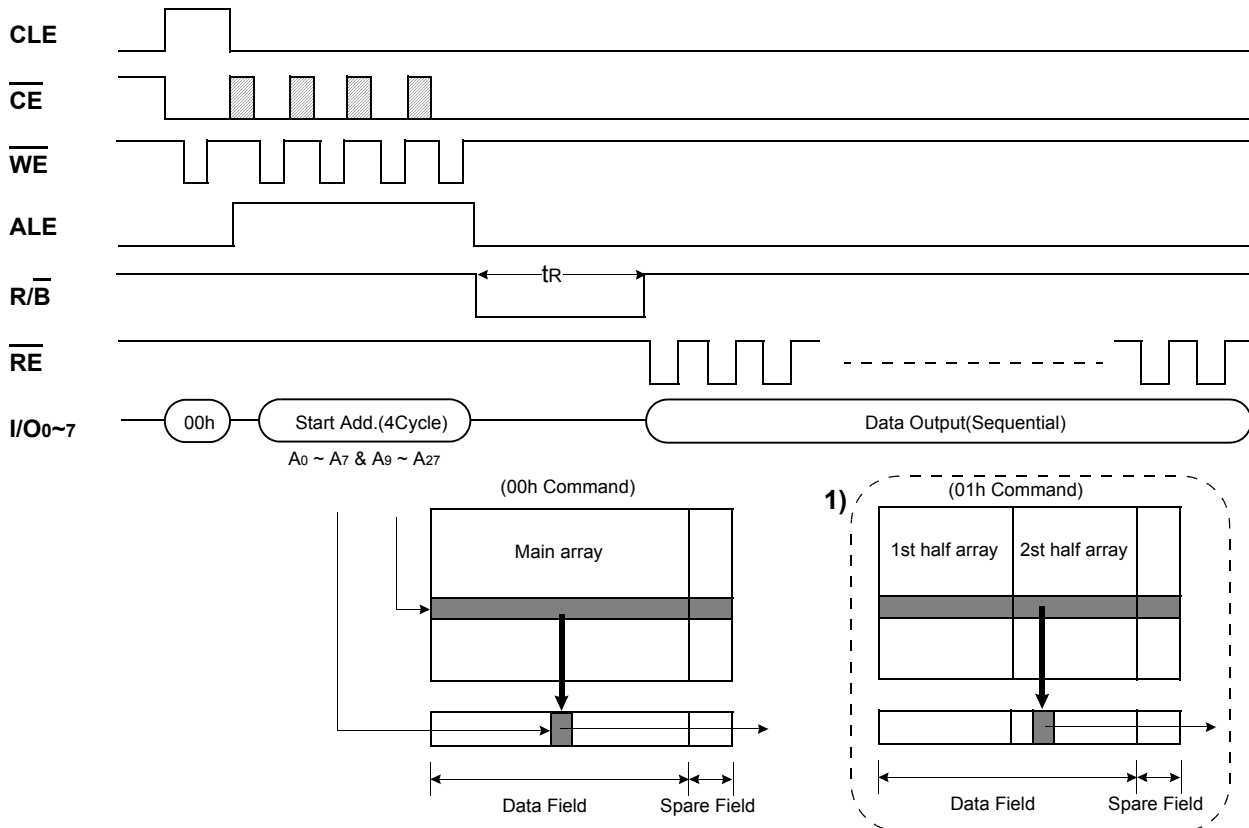 CLE
CE
WE
ALE
R/B
tR
RE
I/O0~7
00h
Start Add.(4Cycle)
Data Output(Sequential)
A0 ~ A7 & A9 ~ A27
(00h Command)
Main array
Data Field
Spare Field
1)
(01h Command)
1st half array
2st half array
Data Field
Spare Field